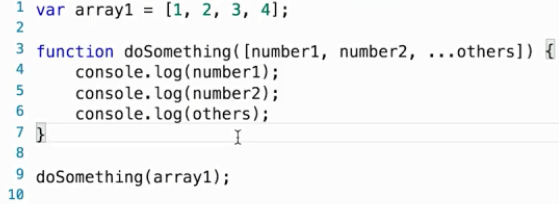 1 var array1 = [1, 2, 3, 4];
2
3 function doSomething([number1, number2, ...others]) {
4     console.log(number1);
5     console.log(number2);
6     console.log(others);
7 }
8
9 doSomething(array1);
10